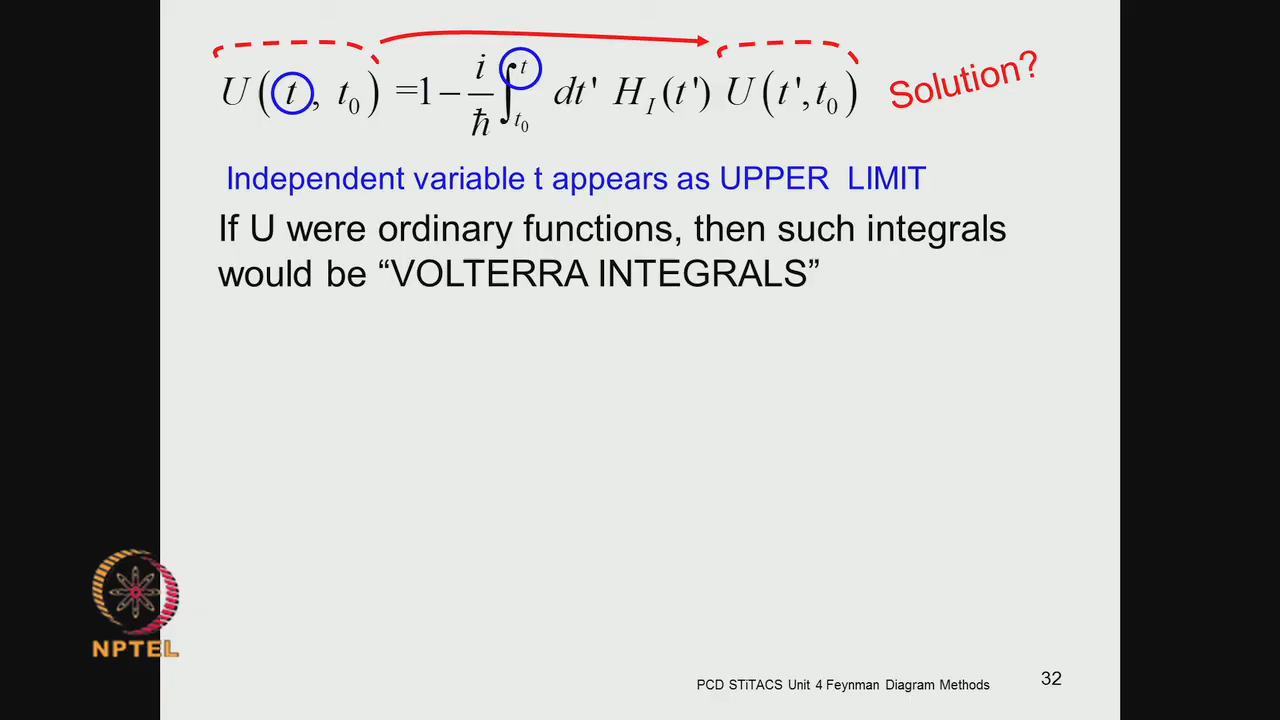 U(t, t₀) =1− i/ħ ∫ₜ₀ᵗ dt' H_I(t') U(t',t₀) Solution?
Independent variable t appears as UPPER LIMIT
If U were ordinary functions, then such integrals
would be “VOLTERRA INTEGRALS”
NPTEL
PCD STiTACS Unit 4 Feynman Diagram Methods 32